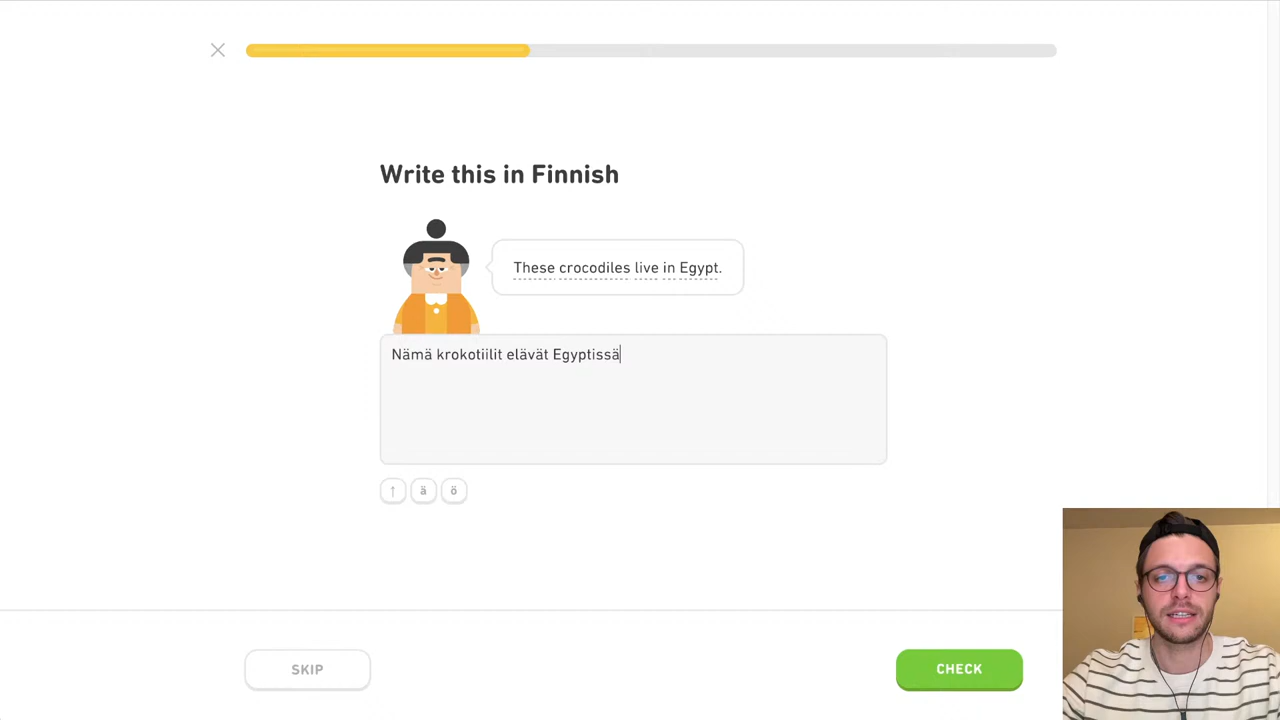 Write this in Finnish
These crocodiles live in Egypt.
Nämä krokotiilit elävät Egyptissä
↑ ä ö
SKIP
CHECK